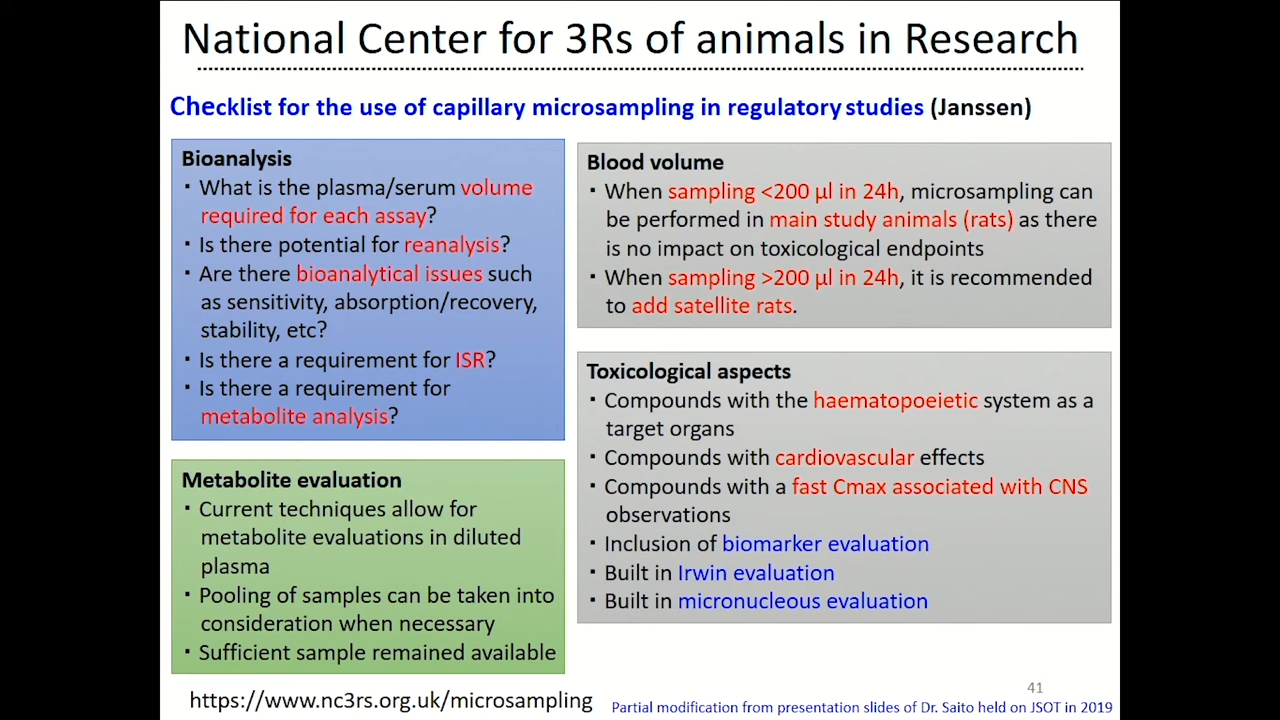 National Center for 3Rs of animals in Research
Checklist for the use of capillary microsampling in regulatory studies (Janssen)
Bioanalysis
・What is the plasma/serum volume
required for each assay?
・Is there potential for reanalysis?
・Are there bioanalytical issues such
as sensitivity, absorption/recovery,
stability, etc?
・Is there a requirement for ISR?
・Is there a requirement for
metabolite analysis?
Metabolite evaluation
・Current techniques allow for
metabolite evaluations in diluted
plasma
・Pooling of samples can be taken into
consideration when necessary
・Sufficient sample remained available
Blood volume
・When sampling <200 μl in 24h, microsampling can
be performed in main study animals (rats) as there
is no impact on toxicological endpoints
・When sampling >200 μl in 24h, it is recommended
to add satellite rats.
Toxicological aspects
・Compounds with the haematopoeietic system as a
target organs
・Compounds with cardiovascular effects
・Compounds with a fast Cmax associated with CNS
observations
・Inclusion of biomarker evaluation
・Built in Irwin evaluation
・Built in micronucleous evaluation
https://www.nc3rs.org.uk/microsampling
41
Partial modification from presentation slides of Dr. Saito held on JSOT in 2019